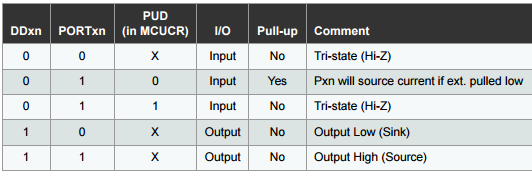 DDxn PORTxn PUD (in MCUCR) I/O Pull-up Comment
0 0 X Input No Tri-state (Hi-Z)
0 1 0 Input Yes Pxn will source current if ext. pulled low
0 1 1 Input No Tri-state (Hi-Z)
1 0 X Output No Output Low (Sink)
1 1 X Output No Output High (Source)